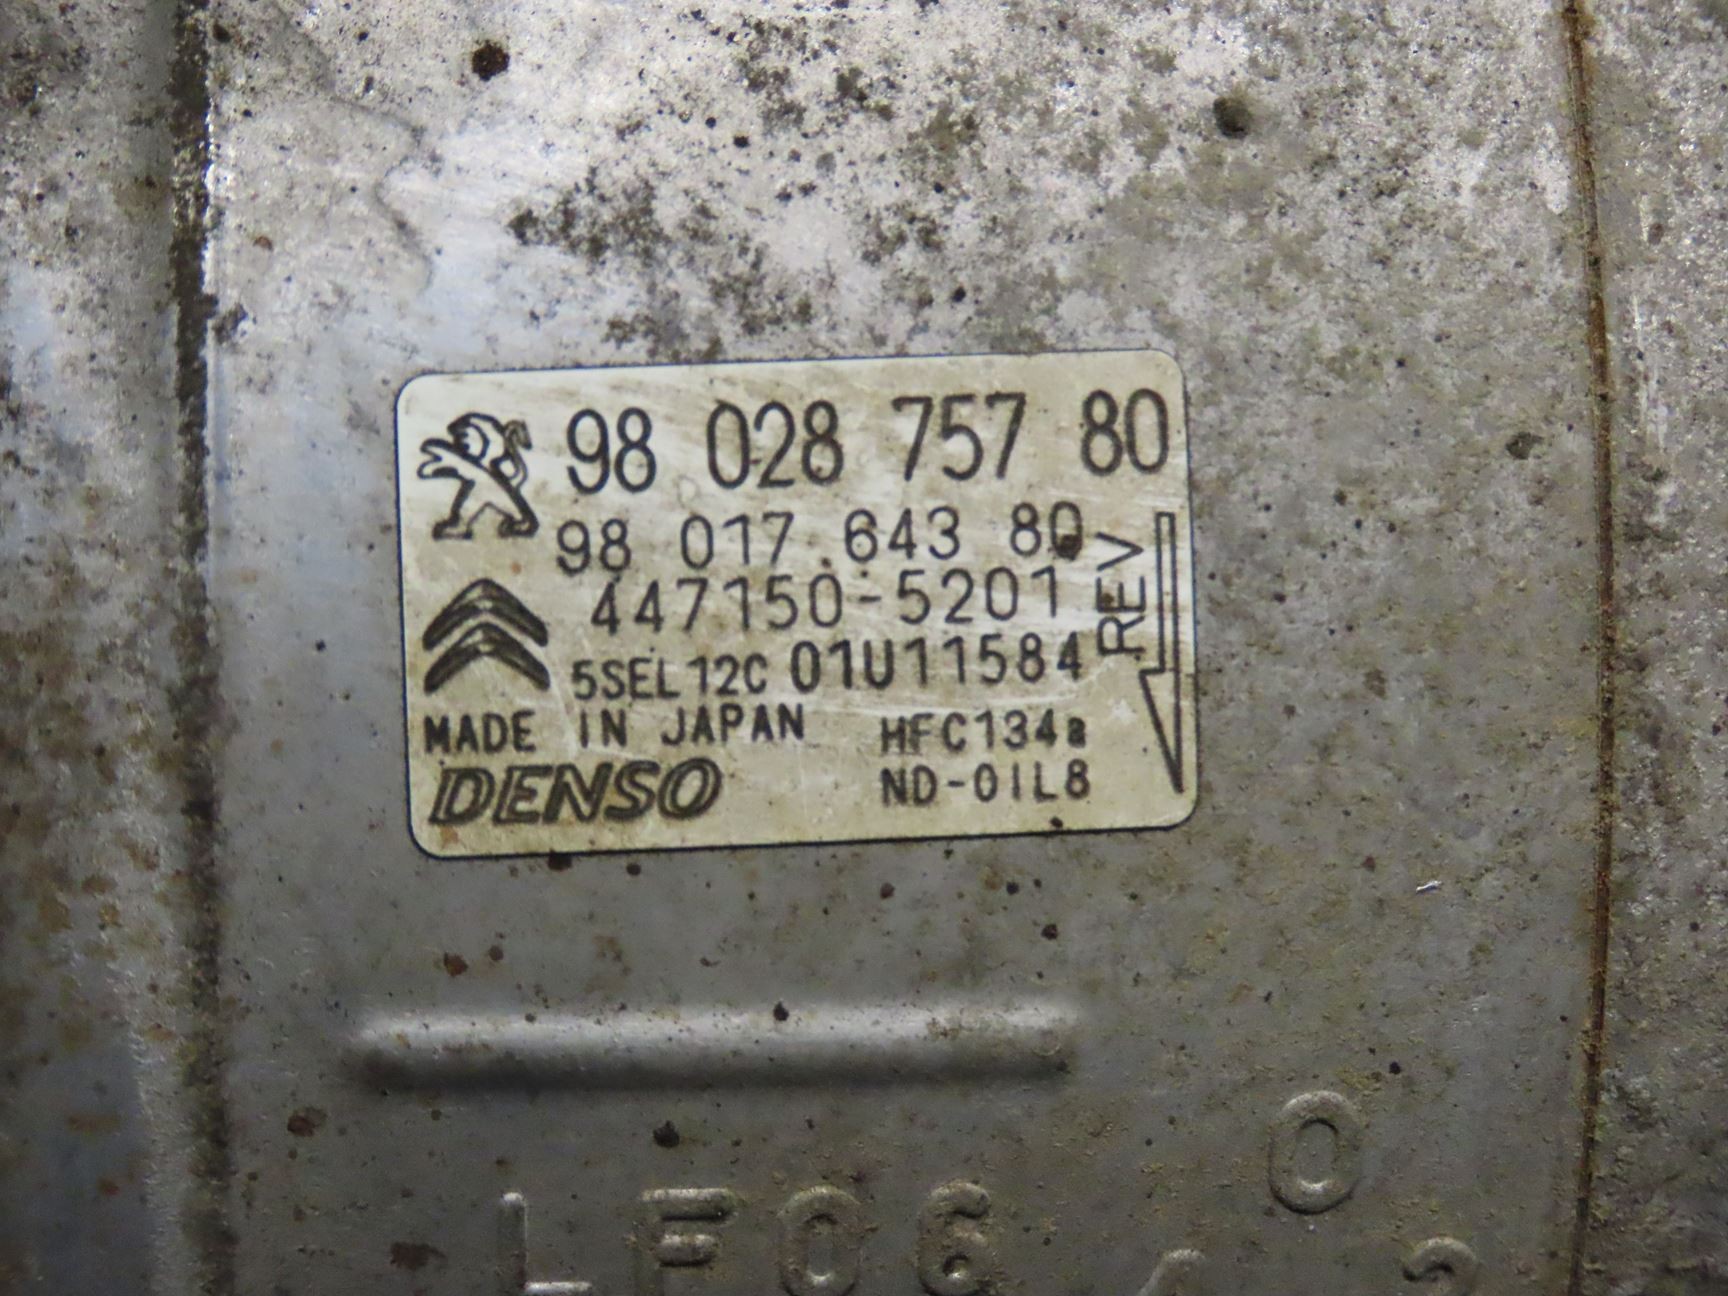 98 028 757 80
98 017 643 80
447150-5201
REV
5SEL12C 01U11584
MADE IN JAPAN
HFC134a
DENSO
ND-OIL8
O
LF06